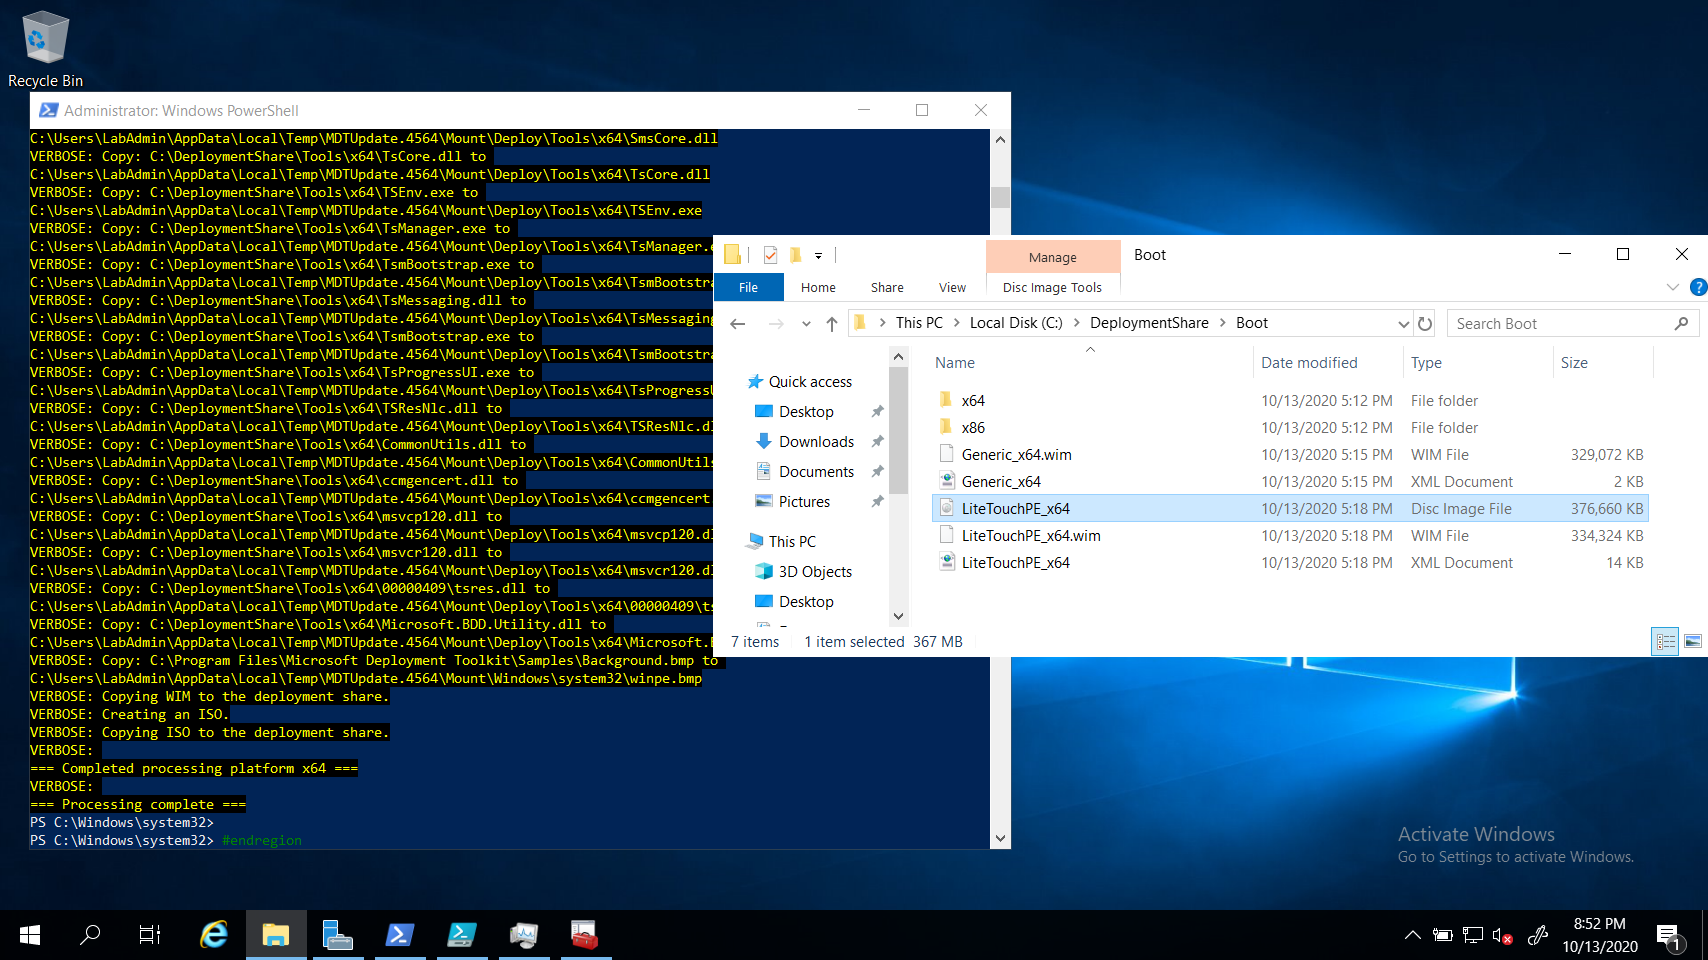 Recycle Bin
Administrator: Windows PowerShell
C:\Users\LabAdmin\AppData\Local\Temp\MDTUpdate.4564\Mount\Deploy\Tools\x64\SmsCore.dll
VERBOSE: Copy: C:\DeploymentShare\Tools\x64\TsCore.dll to
C:\Users\LabAdmin\AppData\Local\Temp\MDTUpdate.4564\Mount\Deploy\Tools\x64\TsCore.dll
VERBOSE: Copy: C:\DeploymentShare\Tools\x64\TSEnv.exe to
C:\Users\LabAdmin\AppData\Local\Temp\MDTUpdate.4564\Mount\Deploy\Tools\x64\TSEnv.exe
VERBOSE: Copy: C:\DeploymentShare\Tools\x64\TsManager.exe to
C:\Users\LabAdmin\AppData\Local\Temp\MDTUpdate.4564\Mount\Deploy\Tools\x64\TsManager.e
VERBOSE: Copy: C:\DeploymentShare\Tools\x64\TsmBootstrap.exe to
C:\Users\LabAdmin\AppData\Local\Temp\MDTUpdate.4564\Mount\Deploy\Tools\x64\TsmBootstra
VERBOSE: Copy: C:\DeploymentShare\Tools\x64\TsMessaging.dll to
C:\Users\LabAdmin\AppData\Local\Temp\MDTUpdate.4564\Mount\Deploy\Tools\x64\TsMessaging
VERBOSE: Copy: C:\DeploymentShare\Tools\x64\TsmBootstrap.exe to
C:\Users\LabAdmin\AppData\Local\Temp\MDTUpdate.4564\Mount\Deploy\Tools\x64\TsmBootstra
VERBOSE: Copy: C:\DeploymentShare\Tools\x64\TsProgressUI.exe to
C:\Users\LabAdmin\AppData\Local\Temp\MDTUpdate.4564\Mount\Deploy\Tools\x64\TsProgressU
VERBOSE: Copy: C:\DeploymentShare\Tools\x64\TSResNlc.dll to
C:\Users\LabAdmin\AppData\Local\Temp\MDTUpdate.4564\Mount\Deploy\Tools\x64\TSResNlc.dl
VERBOSE: Copy: C:\DeploymentShare\Tools\x64\CommonUtils.dll to
C:\Users\LabAdmin\AppData\Local\Temp\MDTUpdate.4564\Mount\Deploy\Tools\x64\CommonUtils
VERBOSE: Copy: C:\DeploymentShare\Tools\x64\ccmgencert.dll to
C:\Users\LabAdmin\AppData\Local\Temp\MDTUpdate.4564\Mount\Deploy\Tools\x64\ccmgencert.
VERBOSE: Copy: C:\DeploymentShare\Tools\x64\msvcp120.dll to
C:\Users\LabAdmin\AppData\Local\Temp\MDTUpdate.4564\Mount\Deploy\Tools\x64\msvcp120.dl
VERBOSE: Copy: C:\DeploymentShare\Tools\x64\msvcr120.dll to
C:\Users\LabAdmin\AppData\Local\Temp\MDTUpdate.4564\Mount\Deploy\Tools\x64\msvcr120.dl
VERBOSE: Copy: C:\DeploymentShare\Tools\x64\00000409\tsres.dll to
C:\Users\LabAdmin\AppData\Local\Temp\MDTUpdate.4564\Mount\Deploy\Tools\x64\00000409\ts
VERBOSE: Copy: C:\DeploymentShare\Tools\x64\Microsoft.BDD.Utility.dll to
C:\Users\LabAdmin\AppData\Local\Temp\MDTUpdate.4564\Mount\Deploy\Tools\x64\Microsoft.B
VERBOSE: Copy: C:\Program Files\Microsoft Deployment Toolkit\Samples\Background.bmp to
C:\Users\LabAdmin\AppData\Local\Temp\MDTUpdate.4564\Mount\Windows\system32\winpe.bmp
VERBOSE: Copying WIM to the deployment share.
VERBOSE: Creating an ISO.
VERBOSE: Copying ISO to the deployment share.
VERBOSE:
=== Completed processing platform x64 ===
VERBOSE:
=== Processing complete ===
PS C:\Windows\system32>
PS C:\Windows\system32> #endregion
Manage Boot
File Home Share View Disc Image Tools
This PC Local Disk (C:) DeploymentShare Boot Search Boot
Quick access
Desktop
Downloads
Documents
Pictures
This PC
3D Objects
Desktop
Name Date modified Type Size
x64 10/13/2020 5:12 PM File folder
x86 10/13/2020 5:12 PM File folder
Generic_x64.wim 10/13/2020 5:15 PM WIM File 329,072 KB
Generic_x64 10/13/2020 5:15 PM XML Document 2 KB
LiteTouchPE_x64 10/13/2020 5:18 PM Disc Image File 376,660 KB
LiteTouchPE_x64.wim 10/13/2020 5:18 PM WIM File 334,324 KB
LiteTouchPE_x64 10/13/2020 5:18 PM XML Document 14 KB
7 items 1 item selected 367 MB
Activate Windows
Go to Settings to activate Windows.
8:52 PM
10/13/2020
1